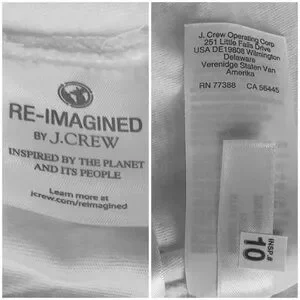 RE-IMAGINED
BY J.CREW
INSPIRED BY THE PLANET
AND ITS PEOPLE
Learn more at
jcrew.com/reimagined
J. Crew Operating Corp
251 Little Falls Drive
USA DE19808 Wilmington
Delaware
Verenidge Staten Van
Amerika
RN 77388 CA 56445
INSP.#
10